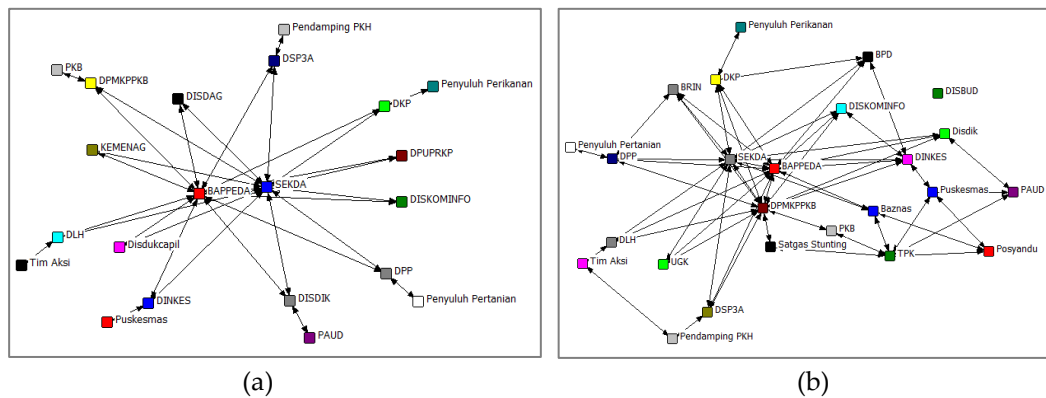 Pendamping PKH
DSP3A
PKB
DPMKPPKB
DISDAG
Penyuluh Perikanan
DKP
KEMENAG
DPUPRKP
SEKDA
BAPPEDA
DISKOMINFO
DLH
Disdukcapil
Tim Aksi
DPP
DINKES
DISDIK
Penyuluh Pertanian
Puskesmas
PAUD
(a)
Penyuluh Perikanan
BPD
DKP
BRIN
DISBUD
DISKOMINFO
Disdik
Penyuluh Pertanian
DPP
SEKDA
DINKES
BAPPEDA
Puskesmas
PAUD
DPMKPPKB
Baznas
PKB
DLH
Satgas Stunting
Posyandu
TPK
Tim Aksi
UGK
DSP3A
Pendamping PKH
(b)